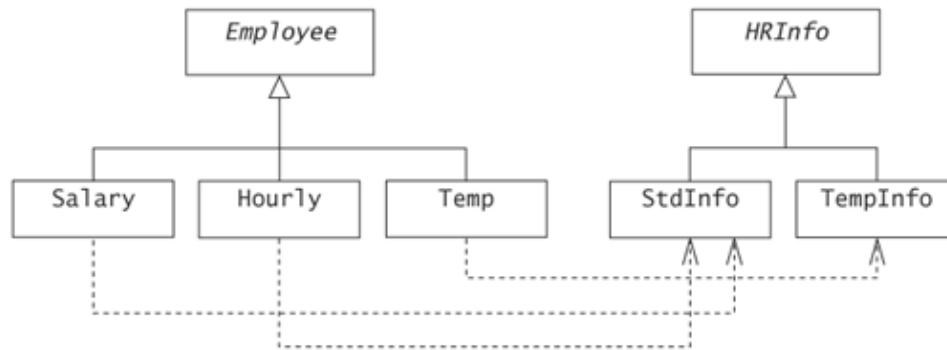 Employee
HRInfo
Salary
Hourly
Temp
StdInfo
TempInfo